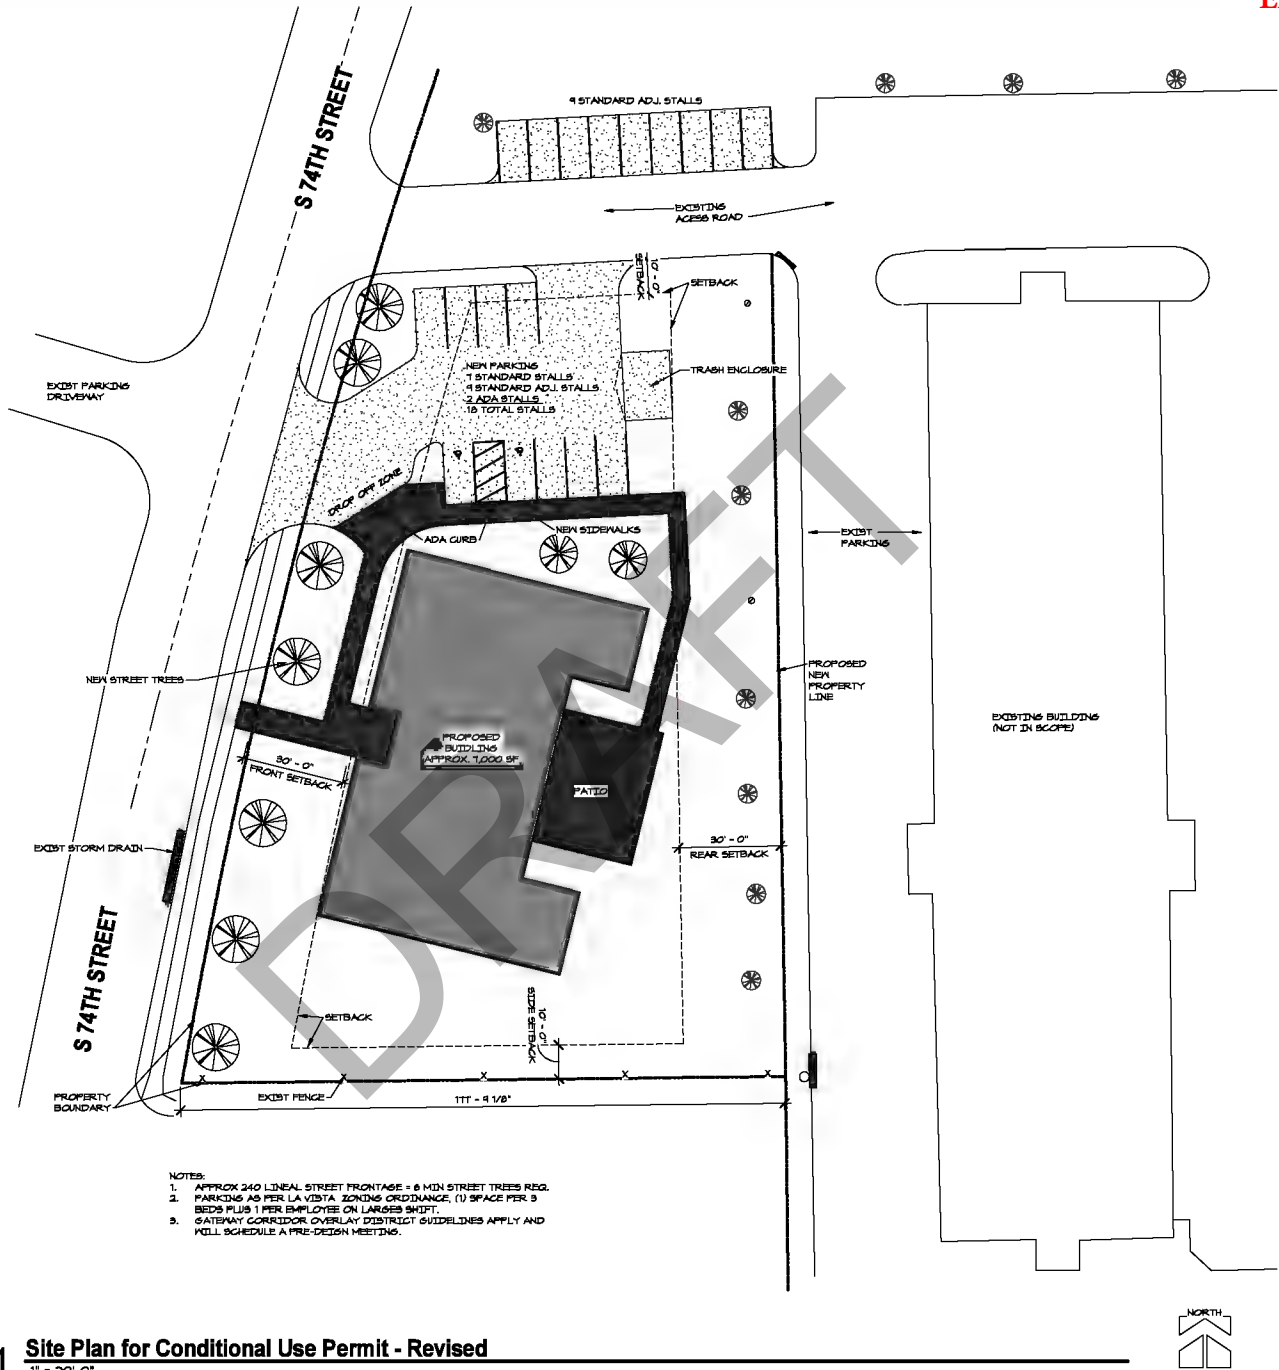 S 74TH STREET
9 STANDARD ADJ. STALLS
EXISTING
ACESS ROAD
10' - 0"
SETBACK
SETBACK
EXIST PARKING
DRIVEWAY
NEW PARKING
7 STANDARD STALLS
9 STANDARD ADJ. STALLS
2 ADA STALLS
18 TOTAL STALLS
TRASH ENCLOSURE
DROP OFF ZONE
ADA CURB
NEW SIDEWALKS
EXIST
PARKING
NEW STREET TREES
PROPOSED
NEW
PROPERTY
LINE
EXISTING BUILDING
(NOT IN SCOPE)
PROPOSED
BUIDLING
APPROX. 7,000 SF
30' - 0"
FRONT SETBACK
PATIO
EXIST STORM DRAIN
30' - 0"
REAR SETBACK
S 74TH STREET
SETBACK
10' - 0"
SIDE SETBACK
PROPERTY
BOUNDARY
EXIST FENCE
177' - 9 1/8"
DRAFT
NOTES:
1. APPROX 240 LINEAL STREET FRONTAGE = 6 MIN STREET TREES REQ.
2. PARKING AS PER LA VISTA ZONING ORDINANCE, (1) SPACE PER 3
BEDS PLUS 1 PER EMPLOYEE ON LARGES SHIFT.
3. GATEWAY CORRIDOR OVERLAY DISTRICT GUIDELINES APPLY AND
WILL SCHEDULE A PRE-DEISN MEETING.
NORTH
1 Site Plan for Conditional Use Permit - Revised